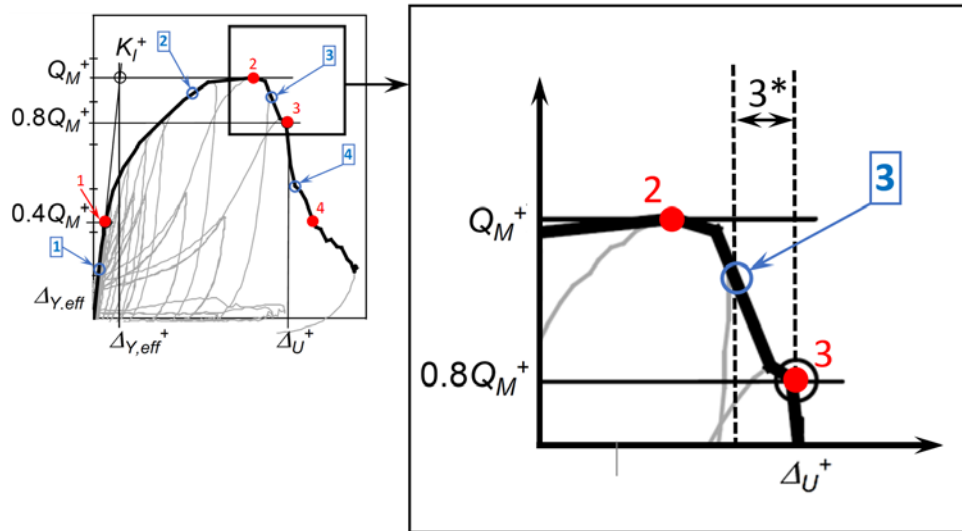 K_I^+
2
2
3
Q_M^+
3
0.8Q_M^+
4
1
0.4Q_M^+
4
1
Δ_Y,eff
Δ_Y,eff^+
Δ_U^+
3*
3
2
Q_M^+
3
0.8Q_M^+
Δ_U^+